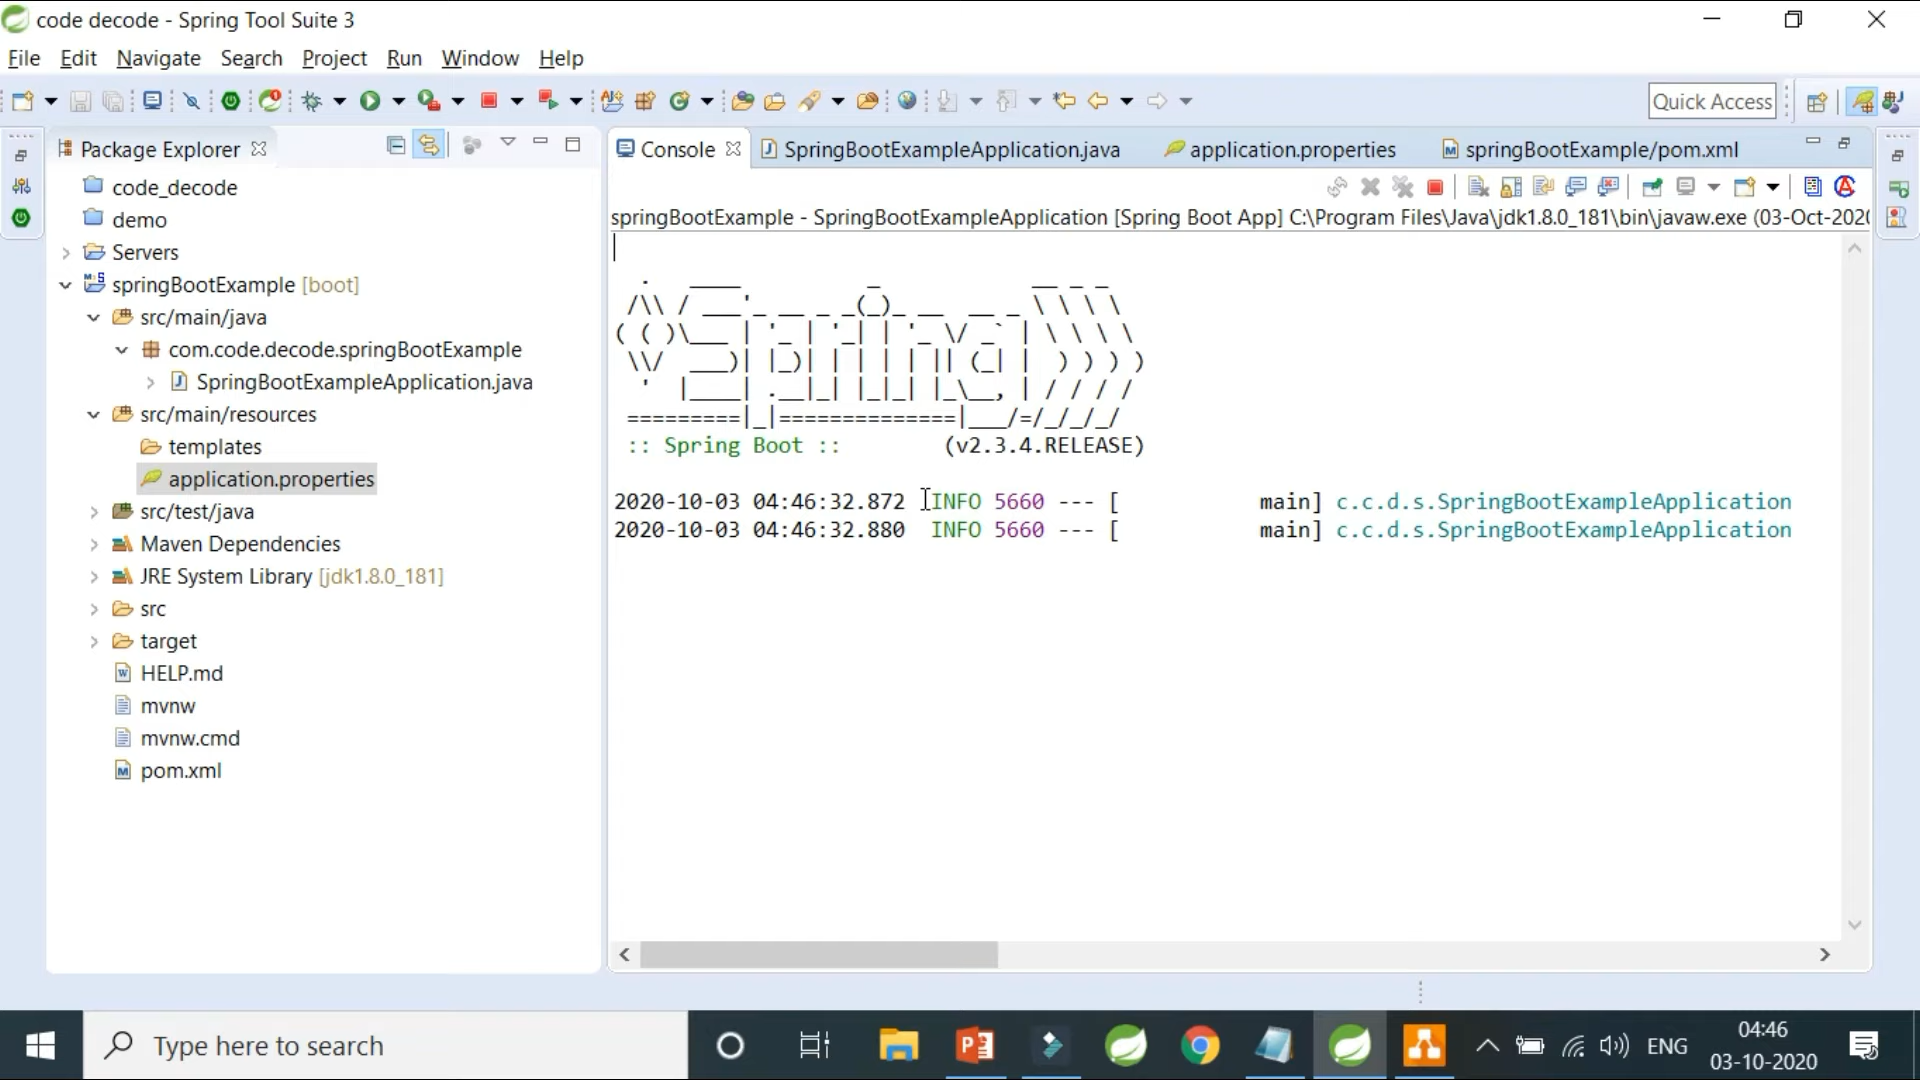 code decode - Spring Tool Suite 3
File Edit Navigate Search Project Run Window Help
Quick Access
Package Explorer
code_decode
demo
Servers
springBootExample [boot]
src/main/java
com.code.decode.springBootExample
SpringBootExampleApplication.java
src/main/resources
templates
application.properties
src/test/java
Maven Dependencies
JRE System Library [jdk1.8.0_181]
src
target
HELP.md
mvnw
mvnw.cmd
pom.xml
Console SpringBootExampleApplication.java application.properties springBootExample/pom.xml
springBootExample - SpringBootExampleApplication [Spring Boot App] C:\Program Files\Java\jdk1.8.0_181\bin\javaw.exe (03-Oct-2020
Spring
:: Spring Boot :: (v2.3.4.RELEASE)
2020-10-03 04:46:32.872 INFO 5660 --- [ main] c.c.d.s.SpringBootExampleApplication
2020-10-03 04:46:32.880 INFO 5660 --- [ main] c.c.d.s.SpringBootExampleApplication
Type here to search
ENG
04:46
03-10-2020